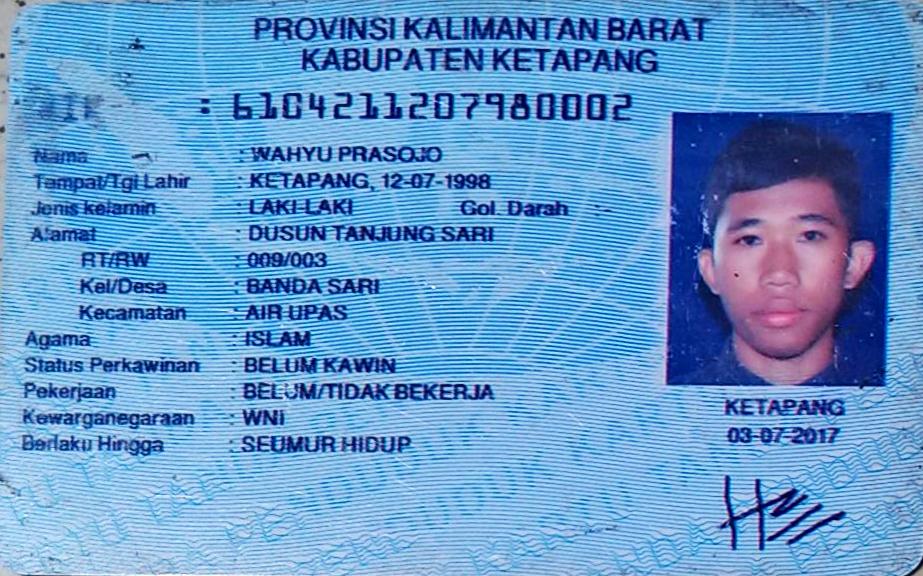 PROVINSI KALIMANTAN BARAT
KABUPATEN KETAPANG
NIK : 6104211207980002
Nama : WAHYU PRASOJO
Tempat/Tgl Lahir : KETAPANG, 12-07-1998
Jenis kelamin : LAKI-LAKI Gol. Darah :-
Alamat : DUSUN TANJUNG SARI
RT/RW : 009/003
Kel/Desa : BANDA SARI
Kecamatan : AIR UPAS
Agama : ISLAM
Status Perkawinan : BELUM KAWIN
Pekerjaan : BELUM/TIDAK BEKERJA
Kewarganegaraan : WNI
Berlaku Hingga : SEUMUR HIDUP
KETAPANG
03-07-2017